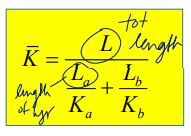 tot
length
K̄ = L / (L_a/K_a + L_b/K_b)
length
of lyr